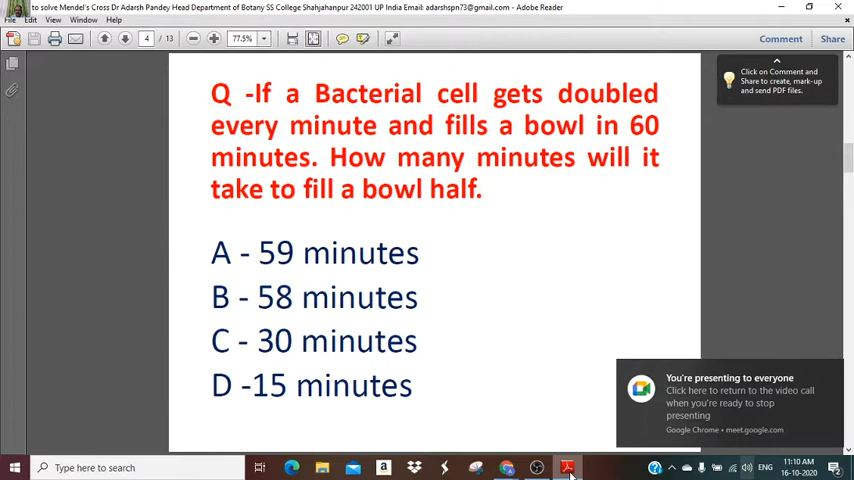 to solve Mendel's Cross Dr Adarsh Pandey Head Department of Botany SS College Shahjahanpur 242001 UP India Email: adarshspn73@gmail.com - Adobe Reader
File Edit View Window Help
4 / 13 77.5% Comment Share
Click on Comment and
Share to create, mark-up
and send PDF files.
Q -If a Bacterial cell gets doubled
every minute and fills a bowl in 60
minutes. How many minutes will it
take to fill a bowl half.
A - 59 minutes
B - 58 minutes
C - 30 minutes
D -15 minutes
You're presenting to everyone
Click here to return to the video call
when you're ready to stop
presenting
Google Chrome • meet.google.com
Type here to search
ENG
11:10 AM
16-10-2020
2